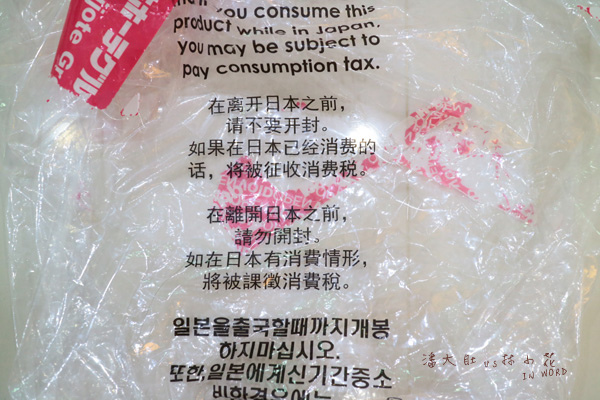 you consume this
product while in Japan,
you may be subject to
pay consumption tax.
在离开日本之前，
请不要开封。
如果在日本已经消费的
话，将被征收消费税。
在離開日本之前，
請勿開封。
如在日本有消費情形，
將被課徵消費稅。
일본을출국할때까지개봉
하지마십시오.
또한,일본에계신기간중소
潘大肚 vs 林小花
IN WORD